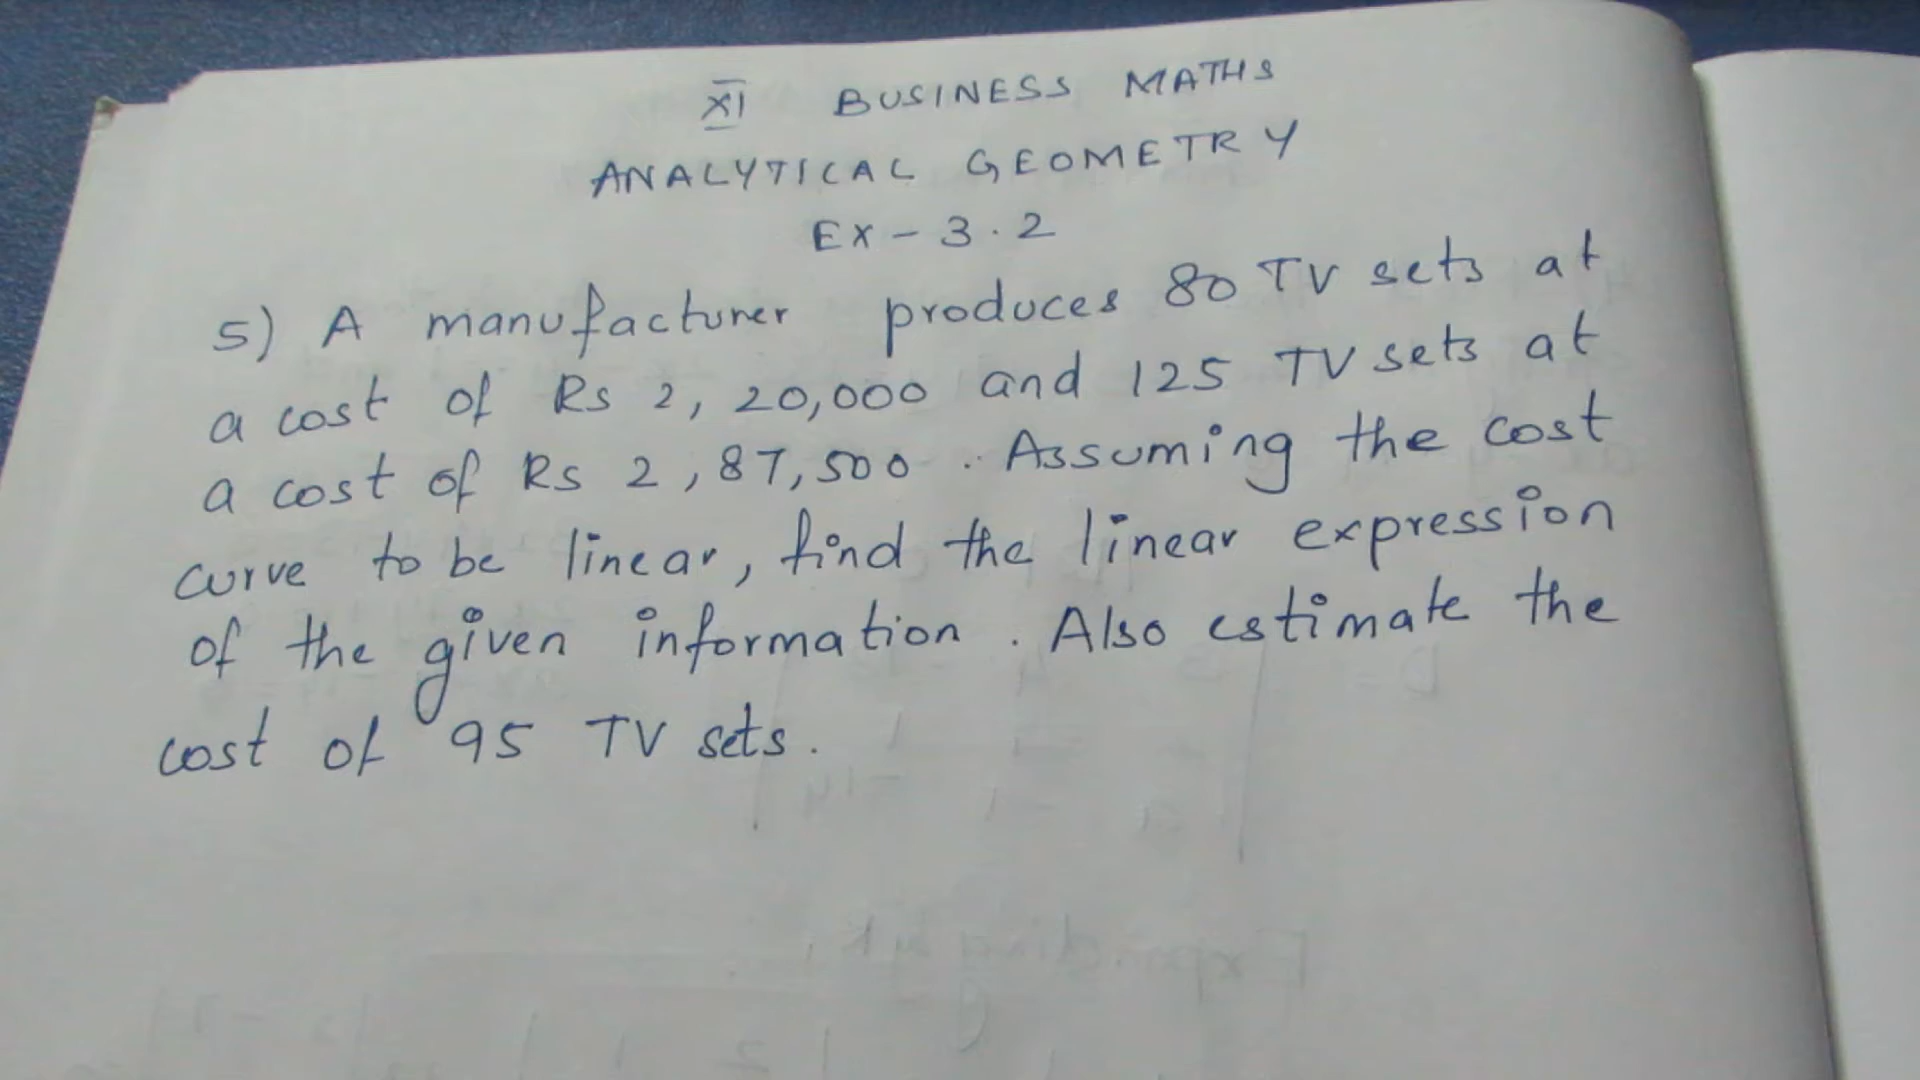 XI BUSINESS MATHS
ANALYTICAL GEOMETRY
EX - 3.2
5) A manufacturer produces 80 TV sets at
a cost of Rs 2,20,000 and 125 TV sets at
a cost of Rs 2,87,500. Assuming the cost
curve to be linear, find the linear expression
of the given information. Also estimate the
cost of 95 TV sets.